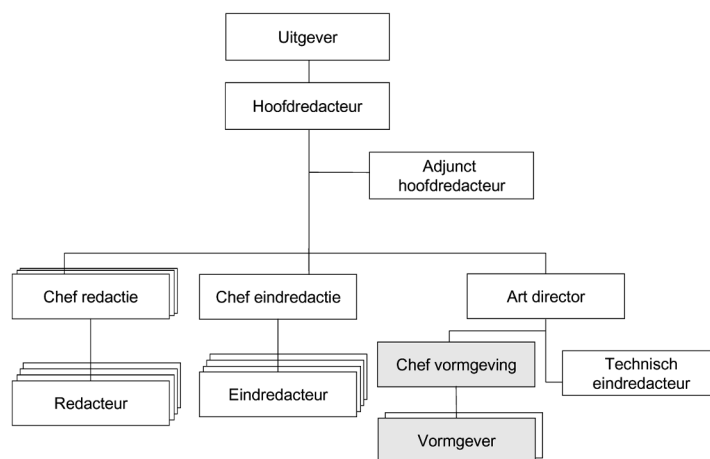 Uitgever
Hoofdredacteur
Adjunct
hoofdredacteur
Chef redactie
Chef eindredactie
Art director
Chef vormgeving
Technisch
eindredacteur
Redacteur
Eindredacteur
Vormgever